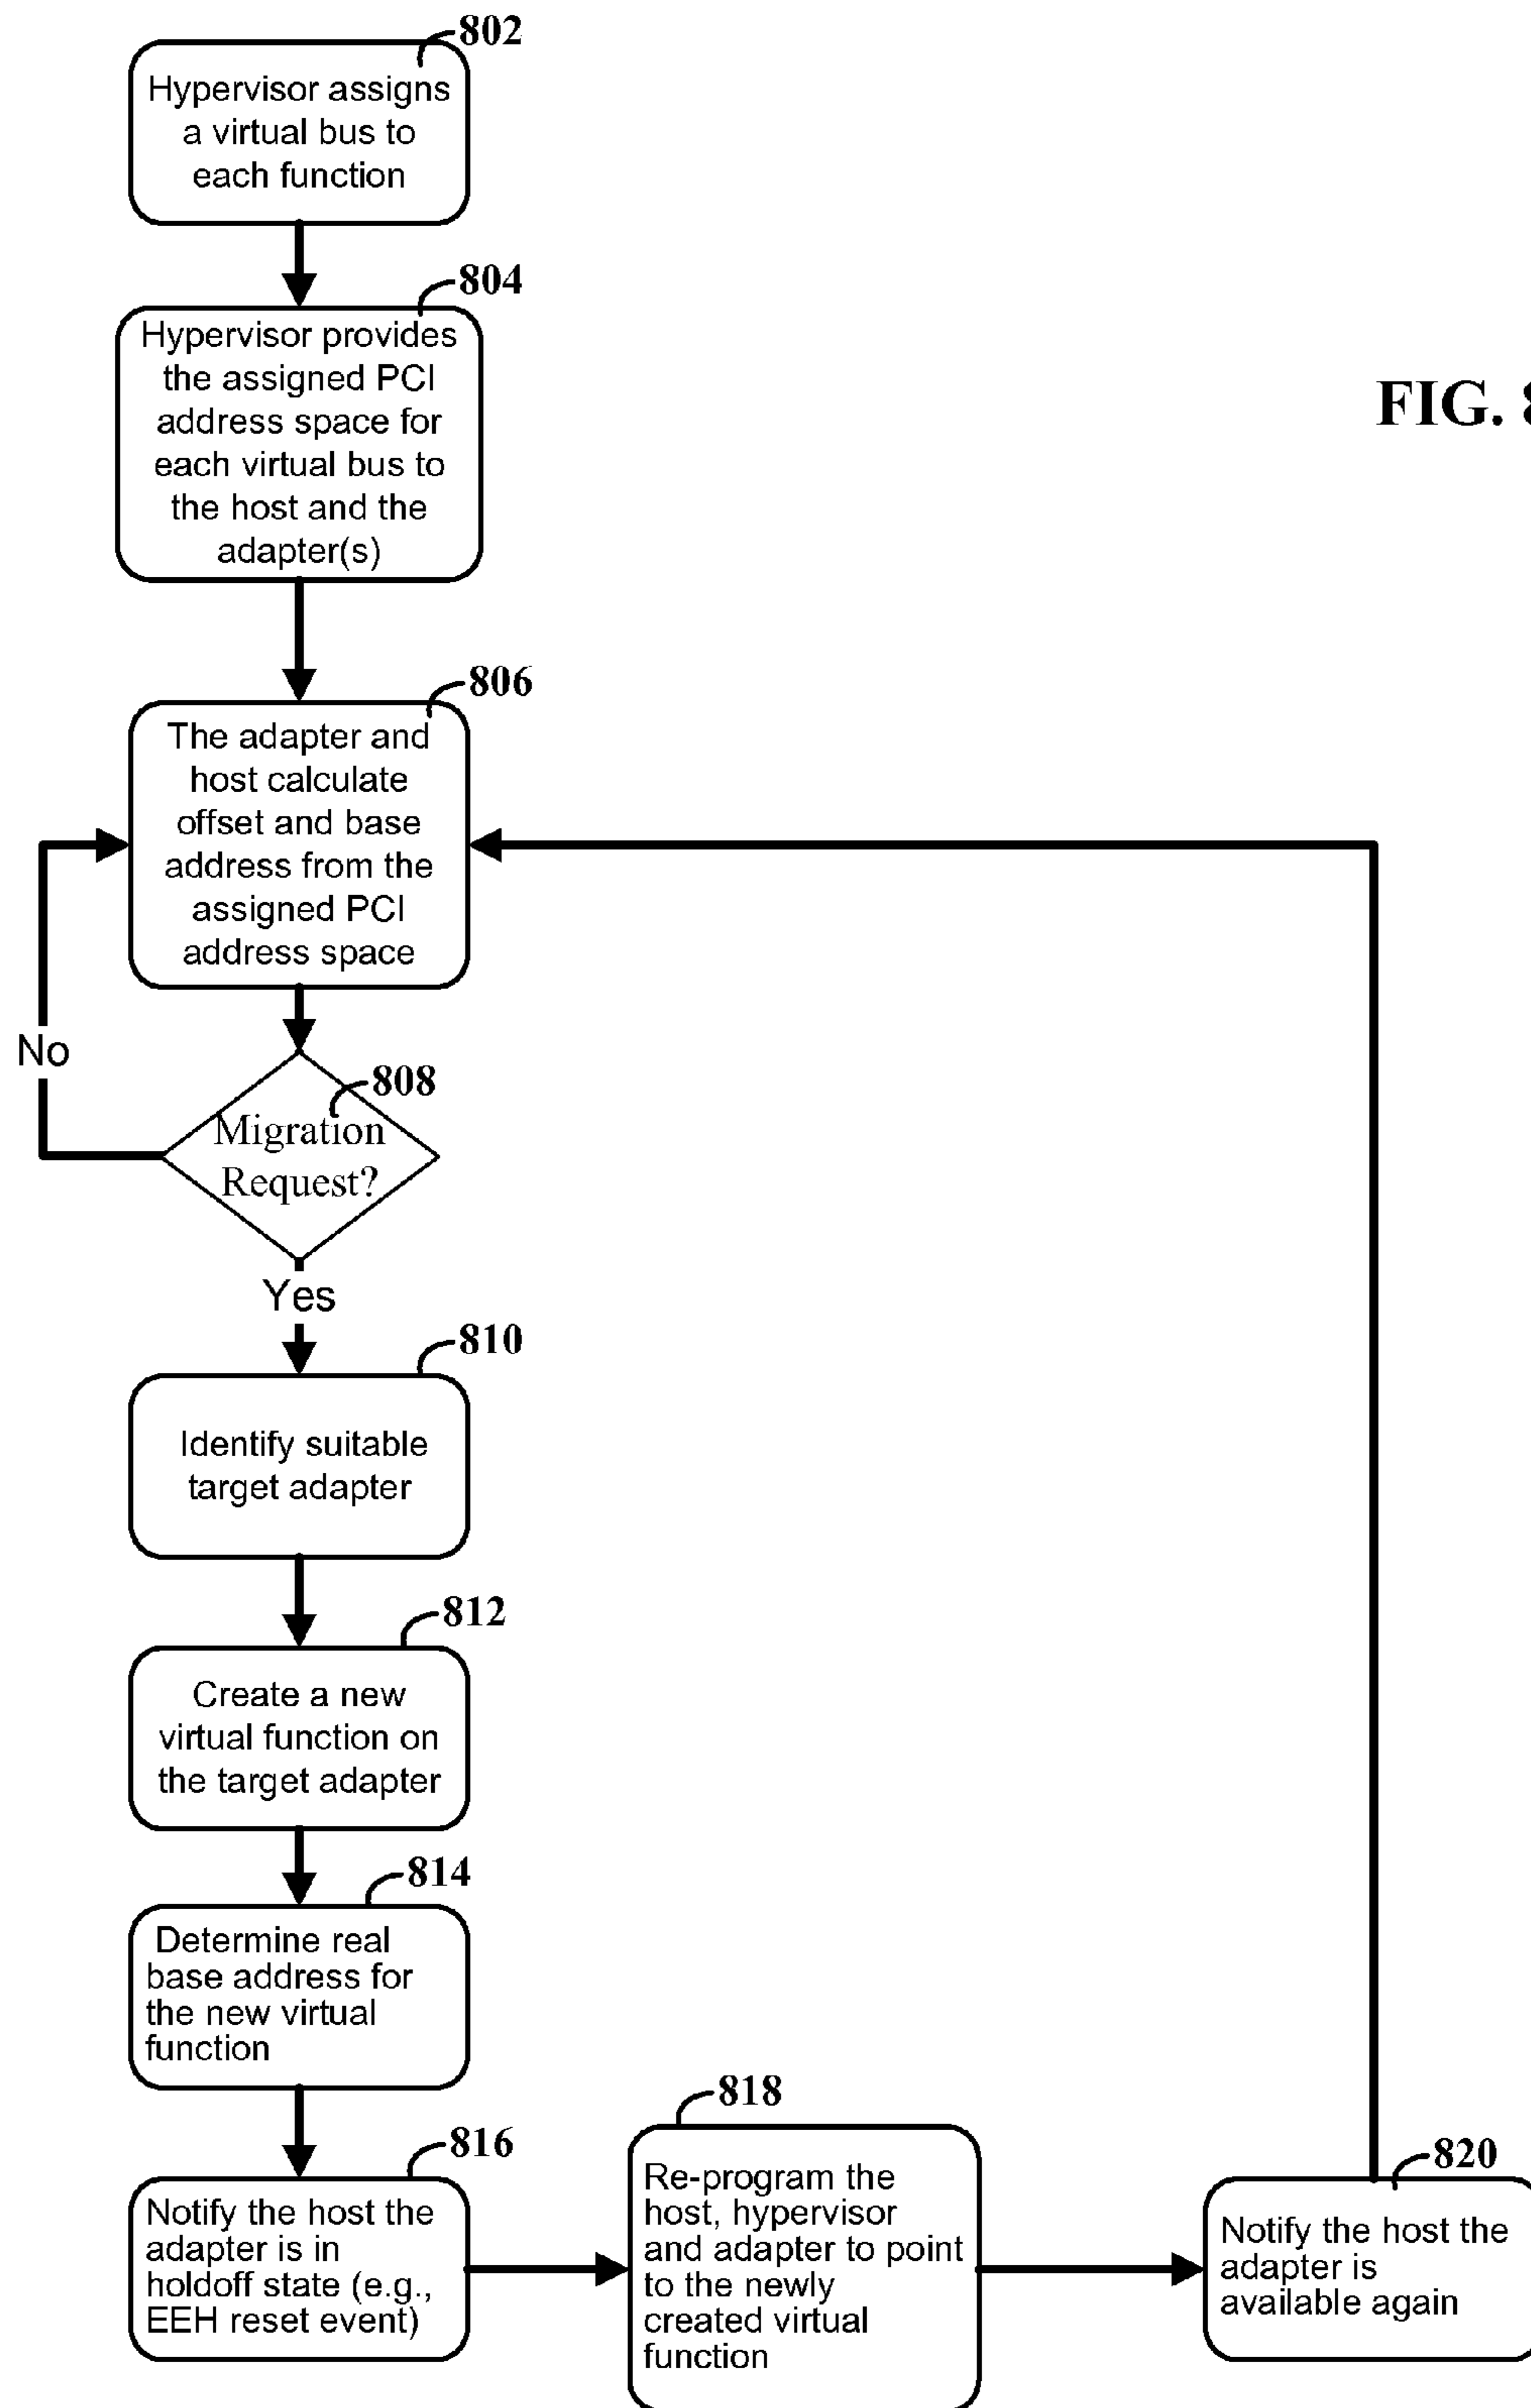 802
Hypervisor assigns
a virtual bus to
each function
804
Hypervisor provides
the assigned PCI
address space for
each virtual bus to
the host and the
adapter(s)
FIG. 8
806
The adapter and
host calculate
offset and base
address from the
assigned PCI
address space
No
808
Migration
Request?
Yes
810
Identify suitable
target adapter
812
Create a new
virtual function on
the target adapter
814
Determine real
base address for
the new virtual
function
816
Notify the host the
adapter is in
holdoff state (e.g.,
EEH reset event)
818
Re-program the
host, hypervisor
and adapter to point
to the newly
created virtual
function
820
Notify the host the
adapter is
available again